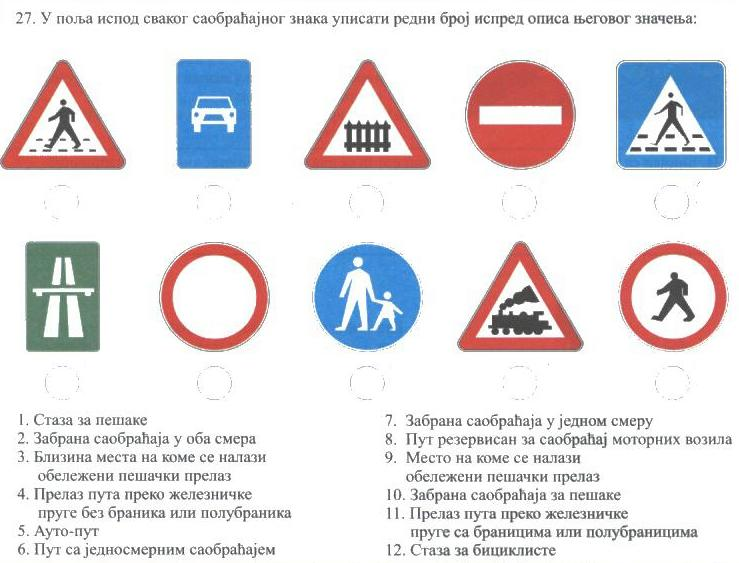 27. У поља испод сваког саобраћајног знака уписати редни број испред описа његовог значења:
1. Стаза за пешаке
2. Забрана саобраћаја у оба смера
3. Близина места на коме се налази
обележени пешачки прелаз
4. Прелаз пута преко железничке
пруге без браника или полубраника
5. Ауто-пут
6. Пут са једносмерним саобраћајем
7. Забрана саобраћаја у једном смеру
8. Пут резервисан за саобраћај моторних возила
9. Место на коме се налази
обележени пешачки прелаз
10. Забрана саобраћаја за пешаке
11. Прелаз пута преко железничке
пруге са браницима или полубраницима
12. Стаза за бициклисте